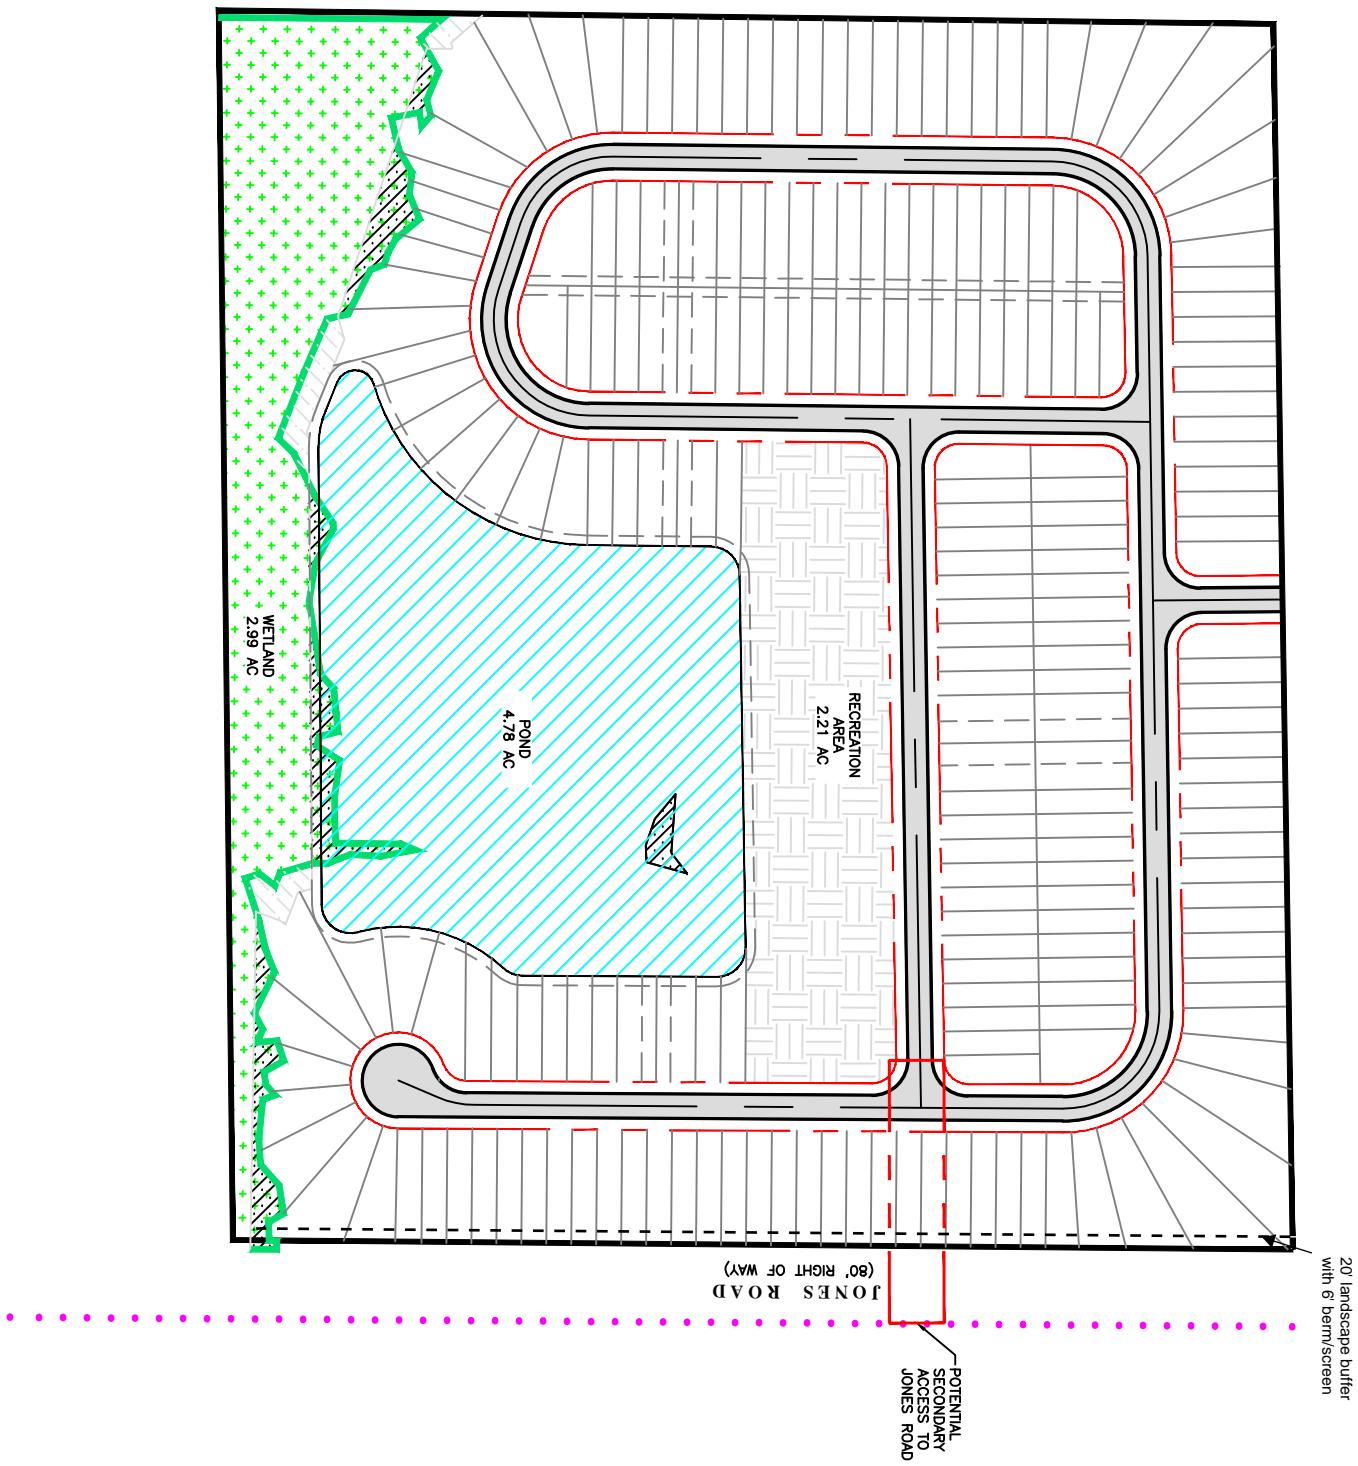 WETLAND
2.99 AC
POND
4.78 AC
RECREATION
AREA
2.21 AC
JONES ROAD
(80' RIGHT OF WAY)
20' landscape buffer
with 6' berm/screen
POTENTIAL
SECONDARY
ACCESS TO
JONES ROAD